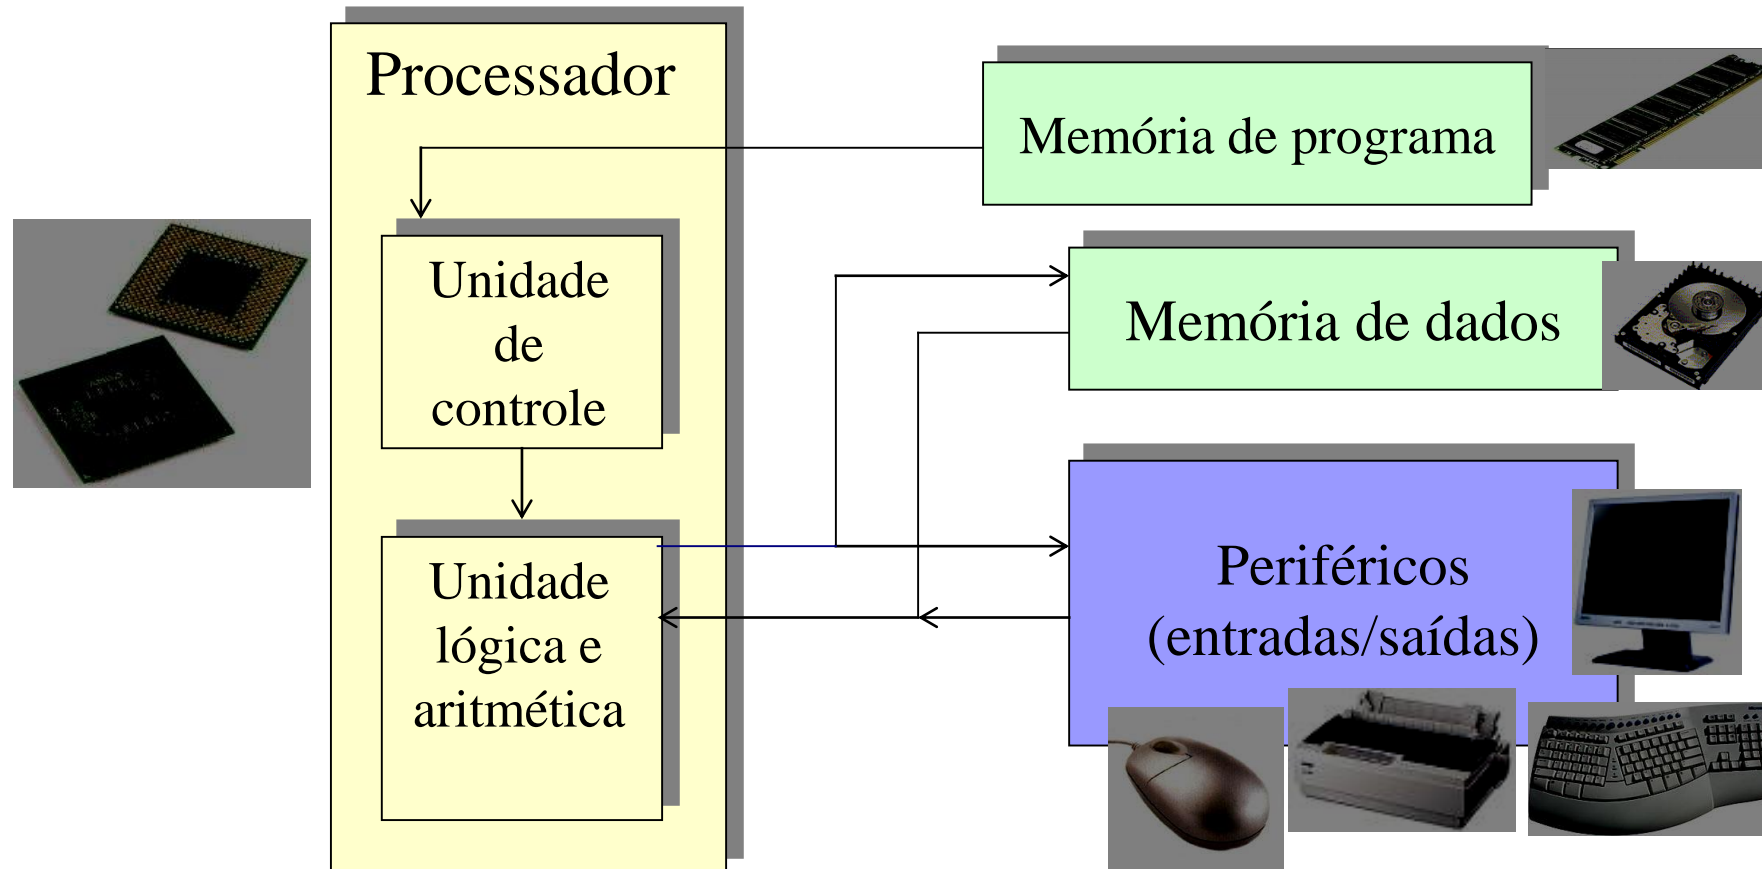 Processador
Memória de programa
Unidade
de
controle
Memória de dados
Unidade
lógica e
aritmética
Periféricos
(entradas/saídas)